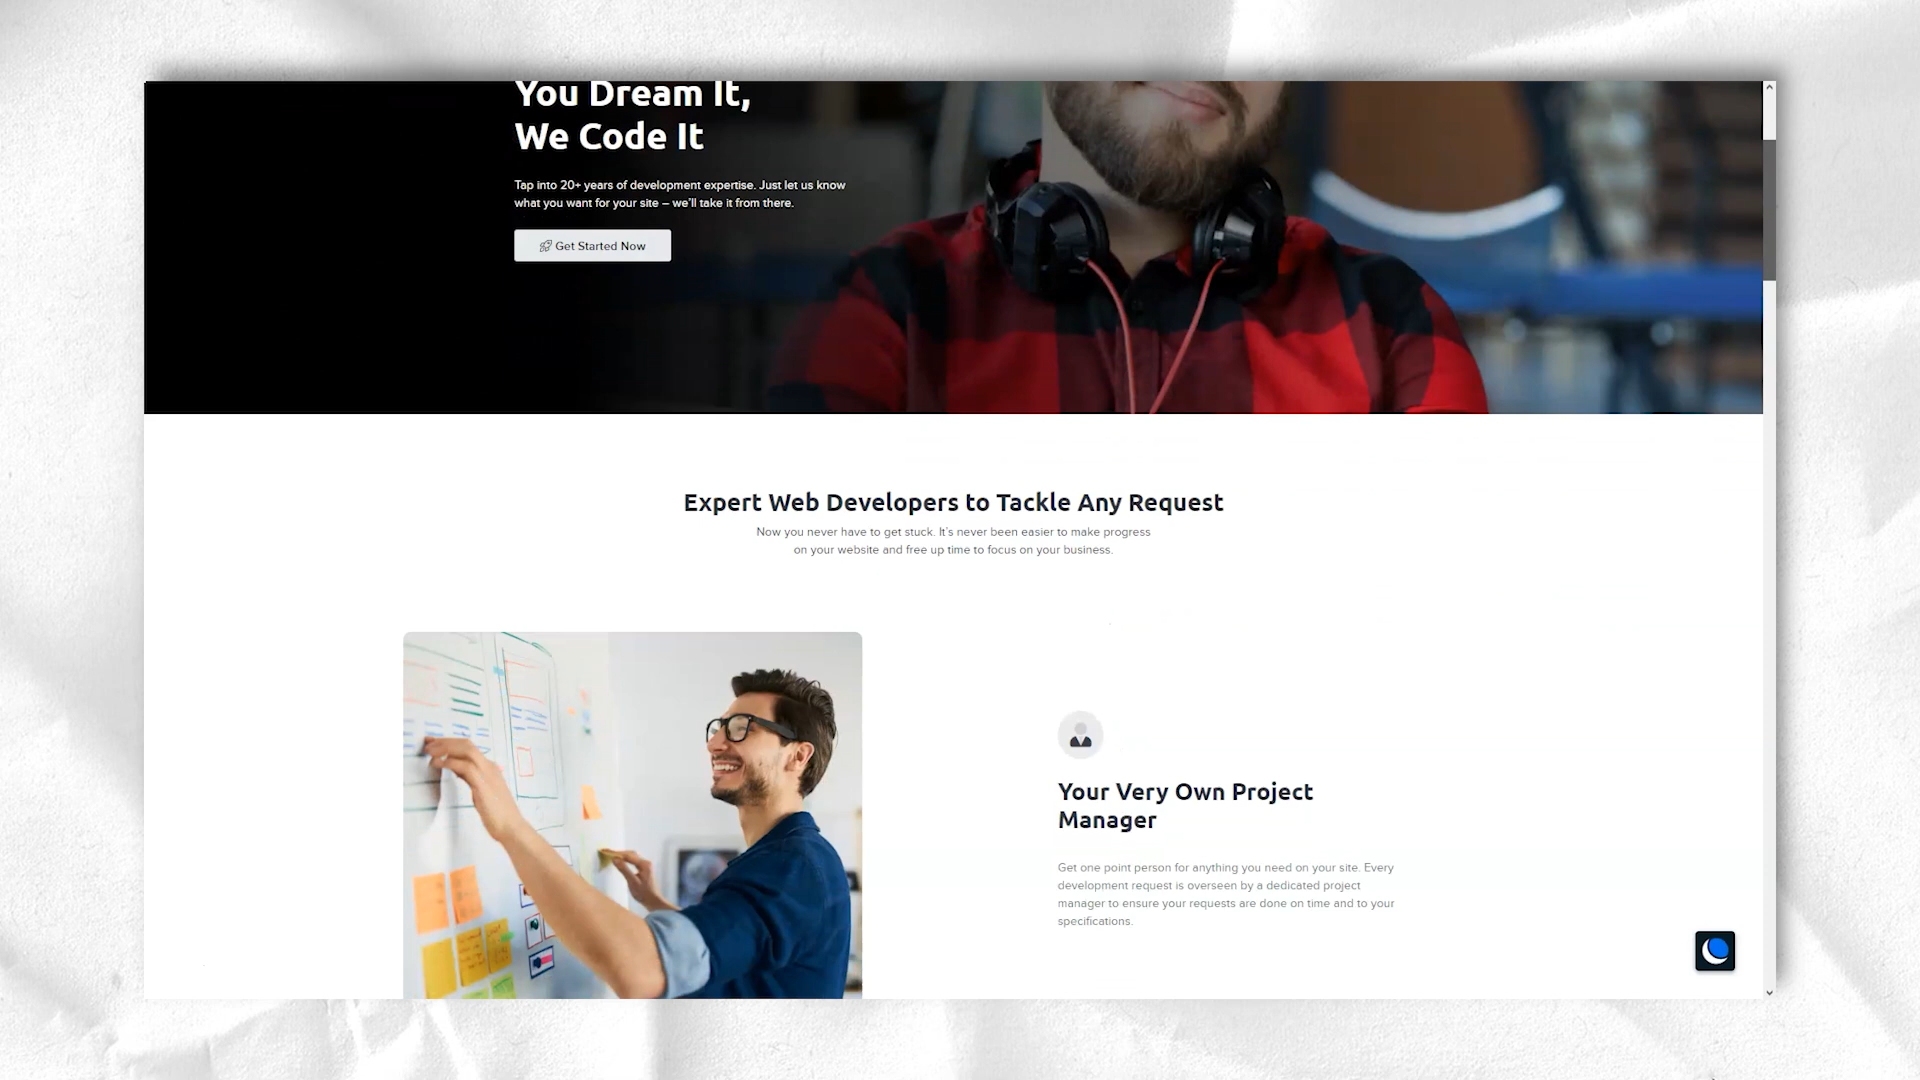 You Dream It,
We Code It
Tap into 20+ years of development expertise. Just let us know
what you want for your site – we'll take it from there.
Get Started Now
Expert Web Developers to Tackle Any Request
Now you never have to get stuck. It's never been easier to make progress
on your website and free up time to focus on your business.
Your Very Own Project
Manager
Get one point person for anything you need on your site. Every
development request is overseen by a dedicated project
manager to ensure your requests are done on time and to your
specifications.